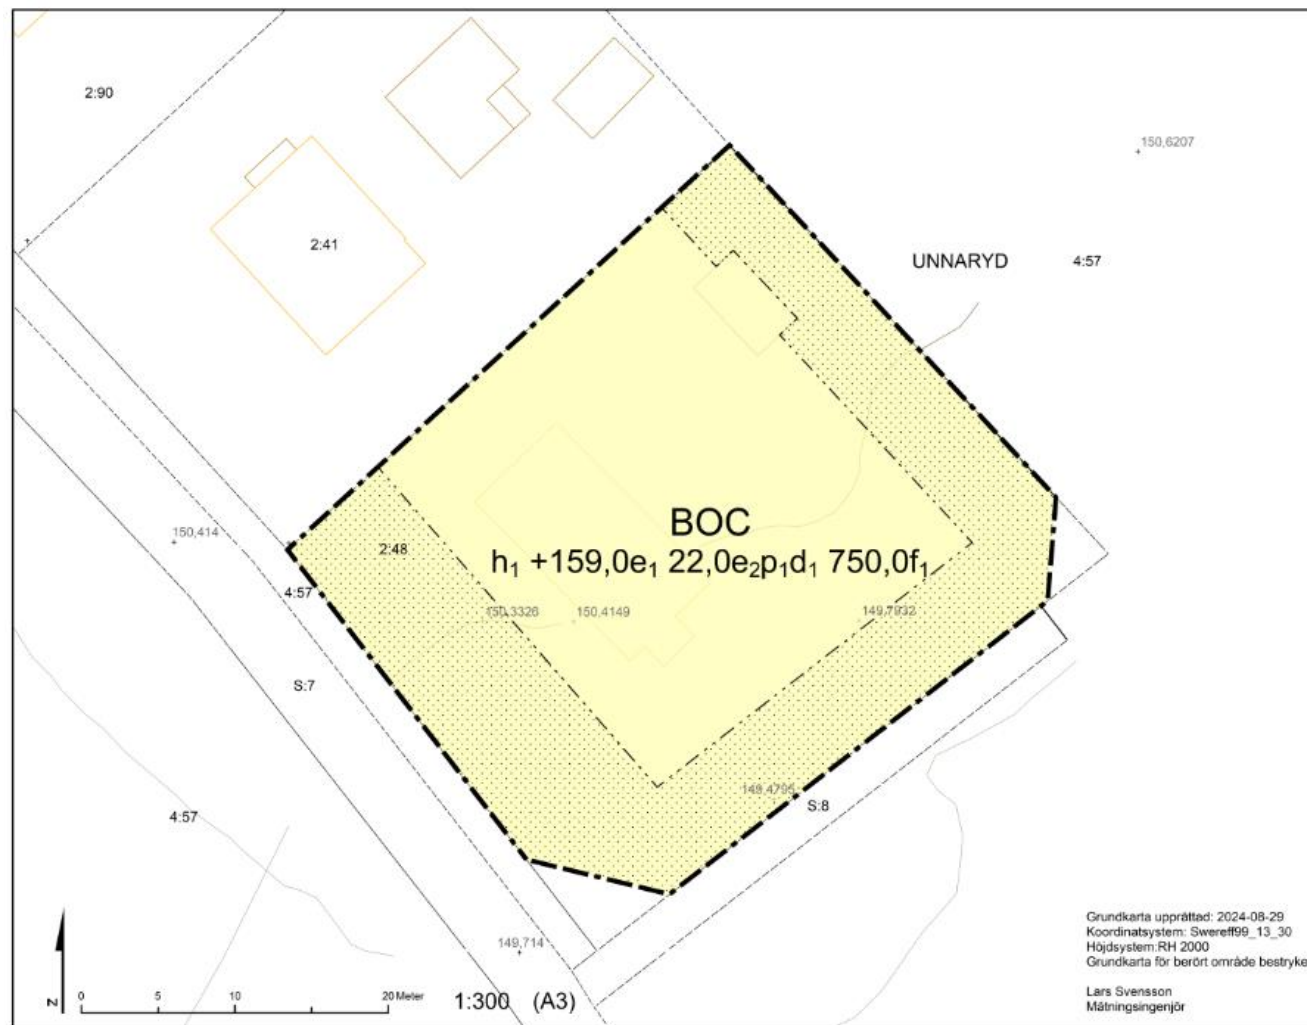 2:90
150,6207
2:41
UNNARYD 4:57
BOC
150,414
2:48
h₁ +159,0e₁ 22,0e₂p₁d₁ 750,0f₁
4:57
150,3326 150,4149 149,7932
S:7
149,4795
S:8
4:57
Grundkarta upprättad: 2024-08-29
Koordinatsystem: Swereff99_13_30
Höjdsystem:RH 2000
Grundkarta för berört område bestryke
149,714
N
0 5 10 20 Meter 1:300 (A3)
Lars Svensson
Mätningsingenjör